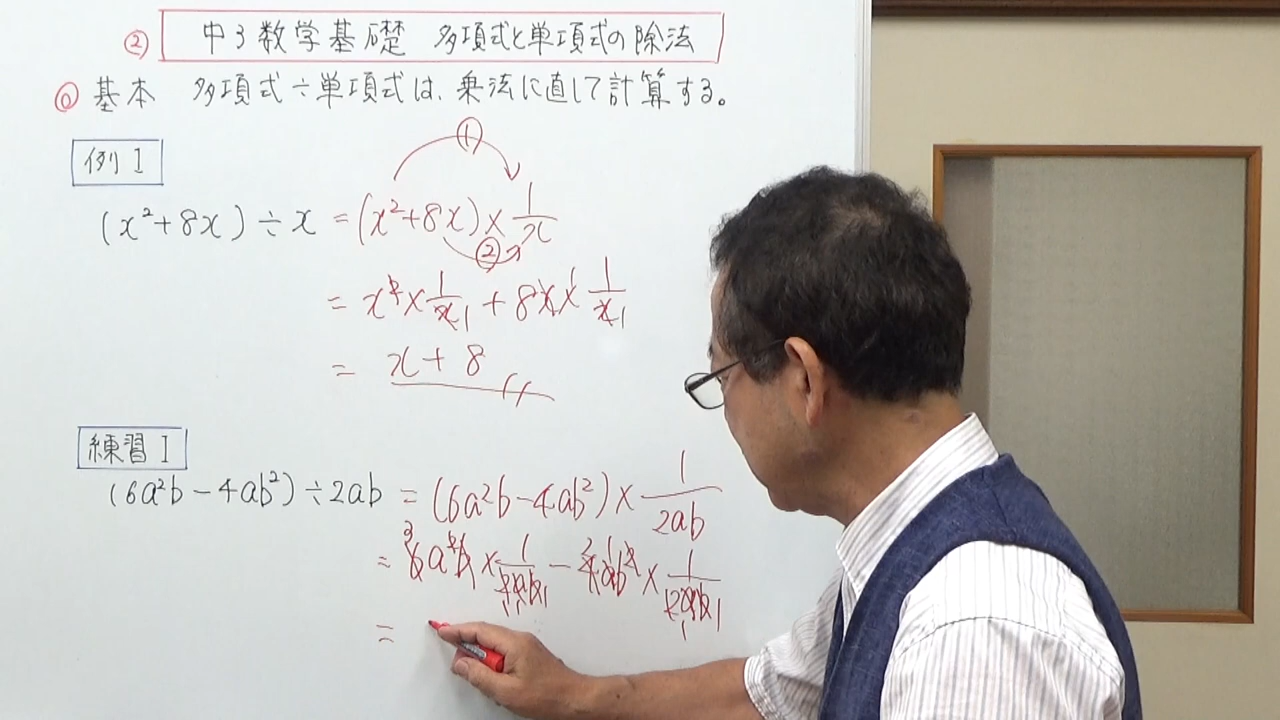 ② 中3数学基礎 多項式と単項式の除法
◎ 基本 多項式÷単項式は、乗法に直して計算する。
例1
①
(x²+8x)÷x = (x²+8x)×1/x
②
= x²×1/x + 8x×1/x
= x+8
練習1
(6a²b-4ab²)÷2ab = (6a²b-4ab²)×1/2ab
= 6a²b×1/2ab - 4ab²×1/2ab
=